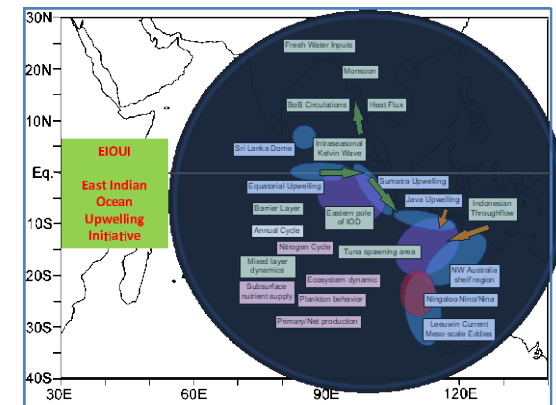 30N
20N
10N
Eq.
10S
20S
30S
40S
30E
60E
90E
120E
EIOUI
East Indian
Ocean
Upwelling
Initiative
Fresh Water Inputs
Monsoon
BoB Circulations
Heat Flux
Sri Lanka Dome
Intraseasonal
Kelvin Wave
Equatorial Upwelling
Sumatra Upwelling
Java Upwelling
Indonesian
Throughflow
Barrier Layer
Eastern pole
of IOD
Annual Cycle
Nitrogen Cycle
Tuna spawning area
Mixed layer
dynamics
Ecosystem dynamic
NW Australia
shelf region
Subsurface
nutrient supply
Plankton behavior
Ningaloo Nino/Nina
Primary/Net production
Leeuwin Current
Meso-scale Eddies